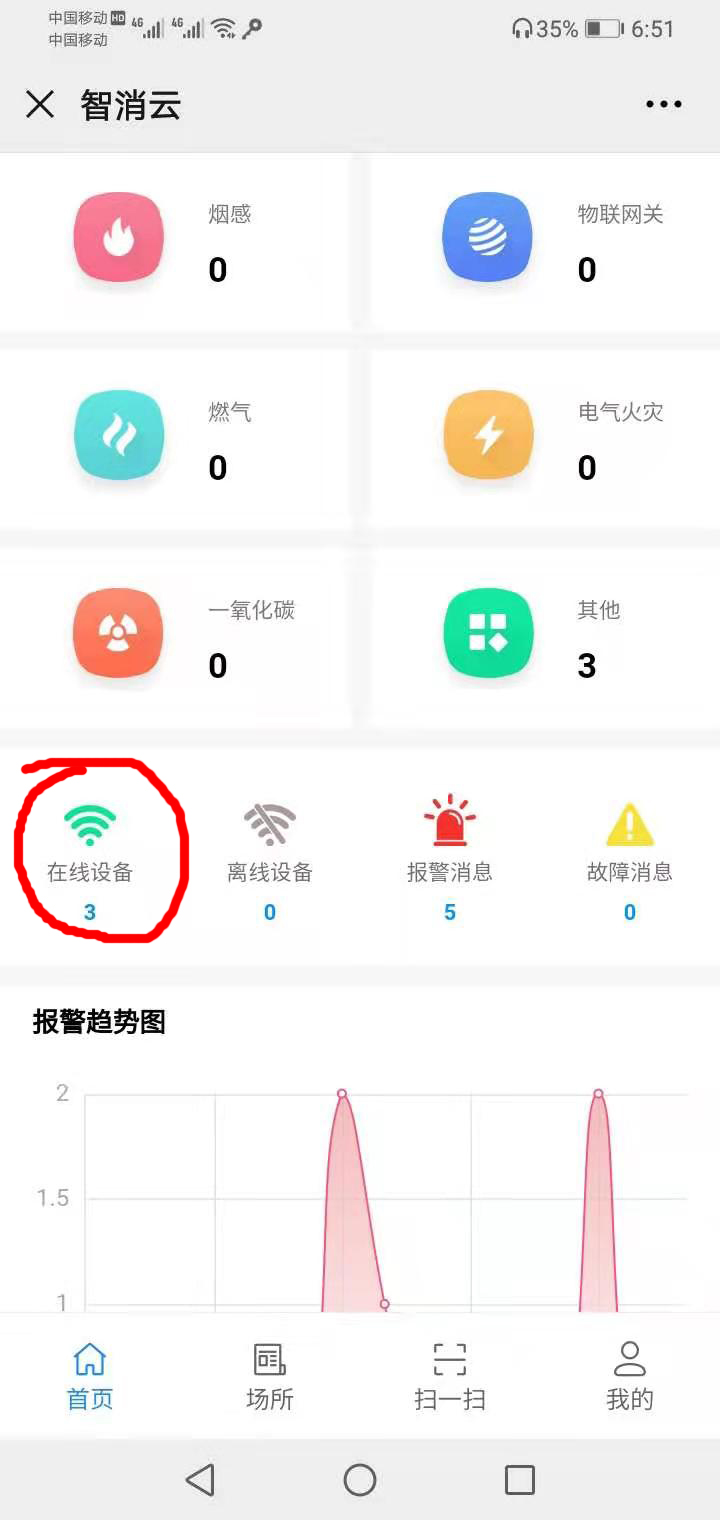 中国移动 HD 4G 4G 35% 6:51
中国移动
智消云
烟感 物联网关
0 0
燃气 电气火灾
0 0
一氧化碳 其他
0 3
在线设备 离线设备 报警消息 故障消息
3 0 5 0
报警趋势图
2
1.5
1
首页 场所 扫一扫 我的